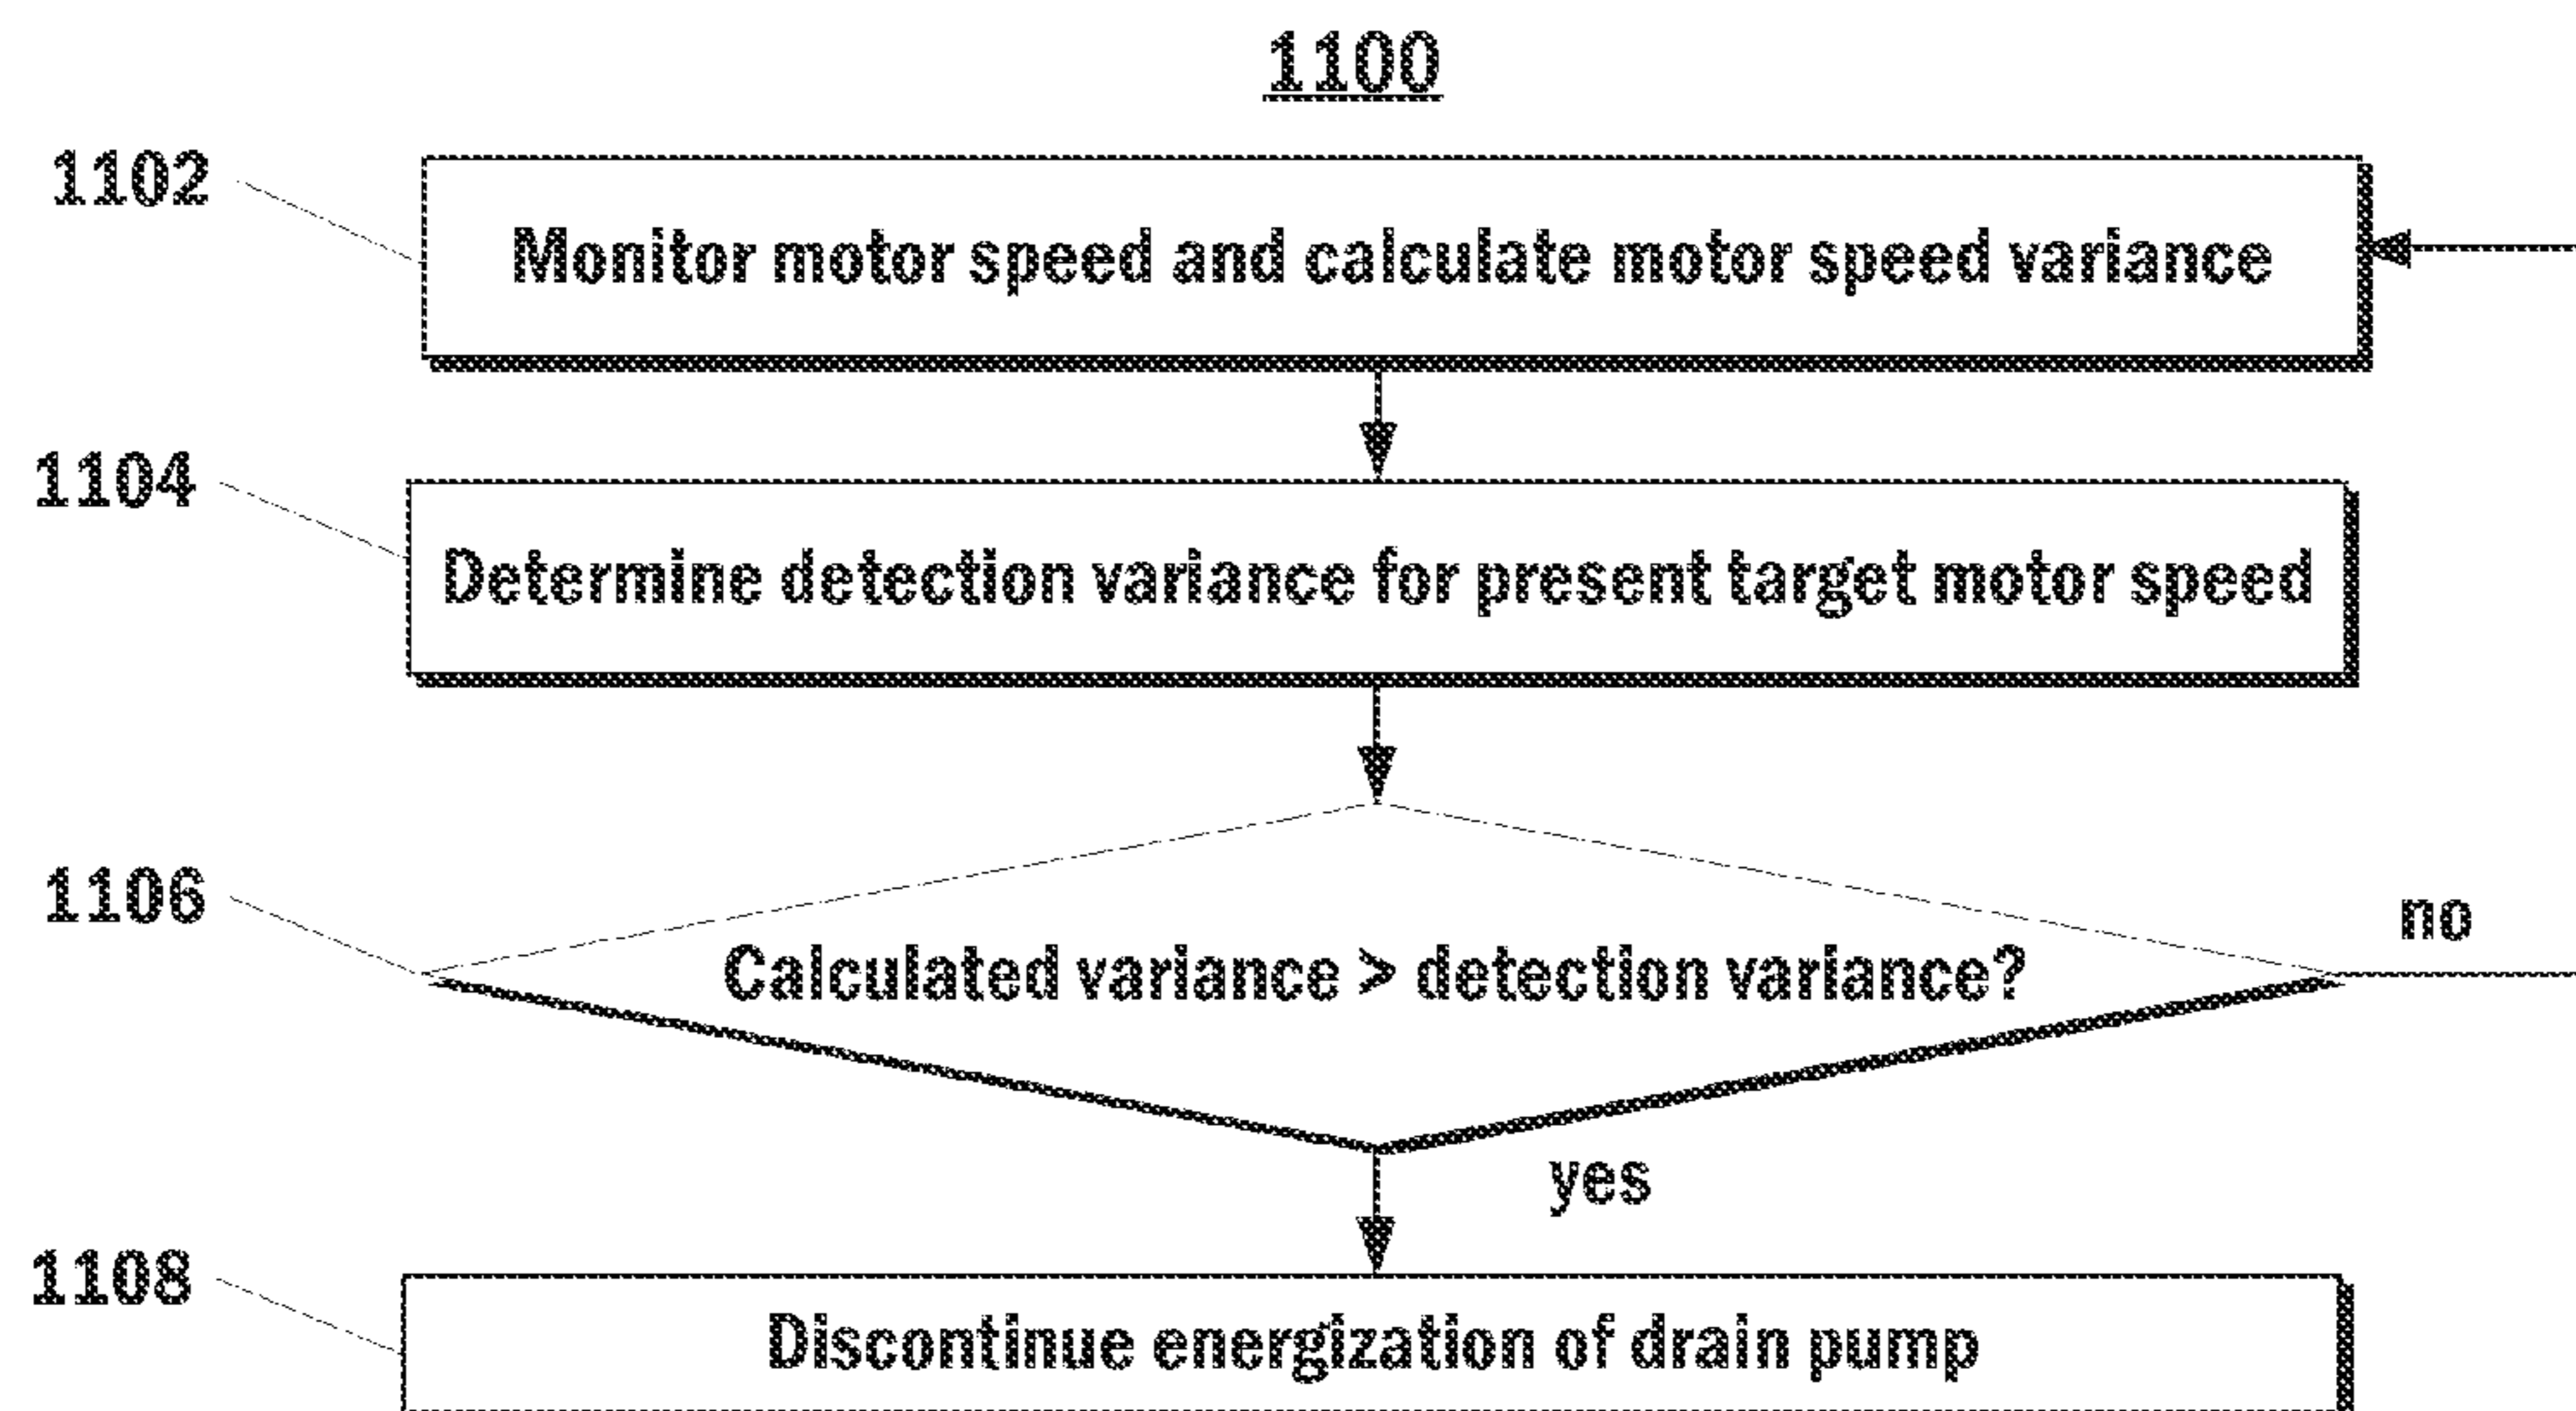 1100
1102
Monitor motor speed and calculate motor speed variance
1104
Determine detection variance for present target motor speed
1106
Calculated variance > detection variance?
no
yes
1108
Discontinue energization of drain pump